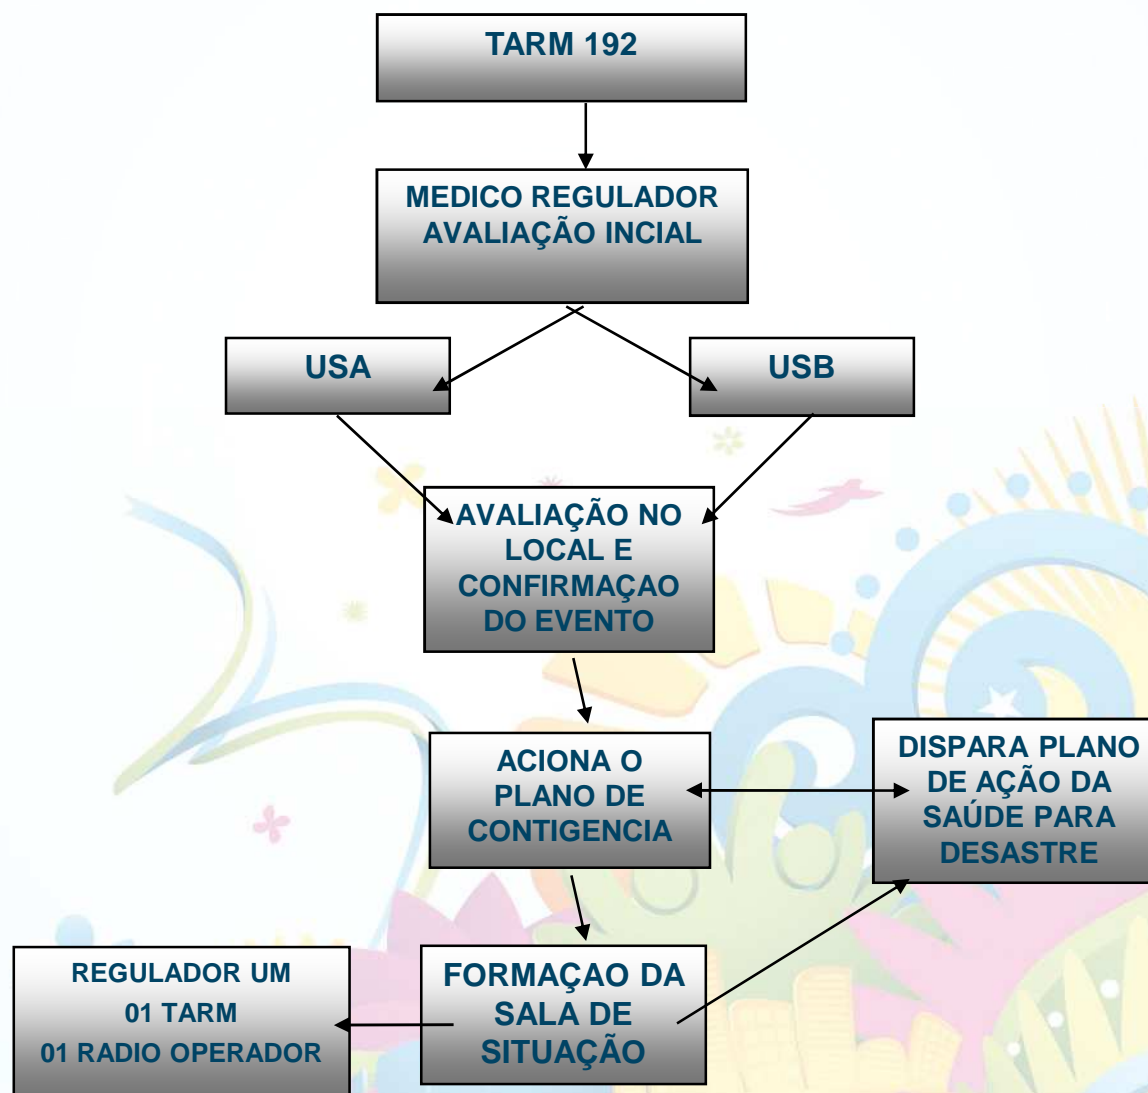 TARM 192
MEDICO REGULADOR
AVALIAÇÃO INCIAL
USA
USB
AVALIAÇÃO NO
LOCAL E
CONFIRMAÇAO
DO EVENTO
ACIONA O
PLANO DE
CONTIGENCIA
DISPARA PLANO
DE AÇÃO DA
SAÚDE PARA
DESASTRE
FORMAÇAO DA
SALA DE
SITUAÇÃO
REGULADOR UM
01 TARM
01 RADIO OPERADOR